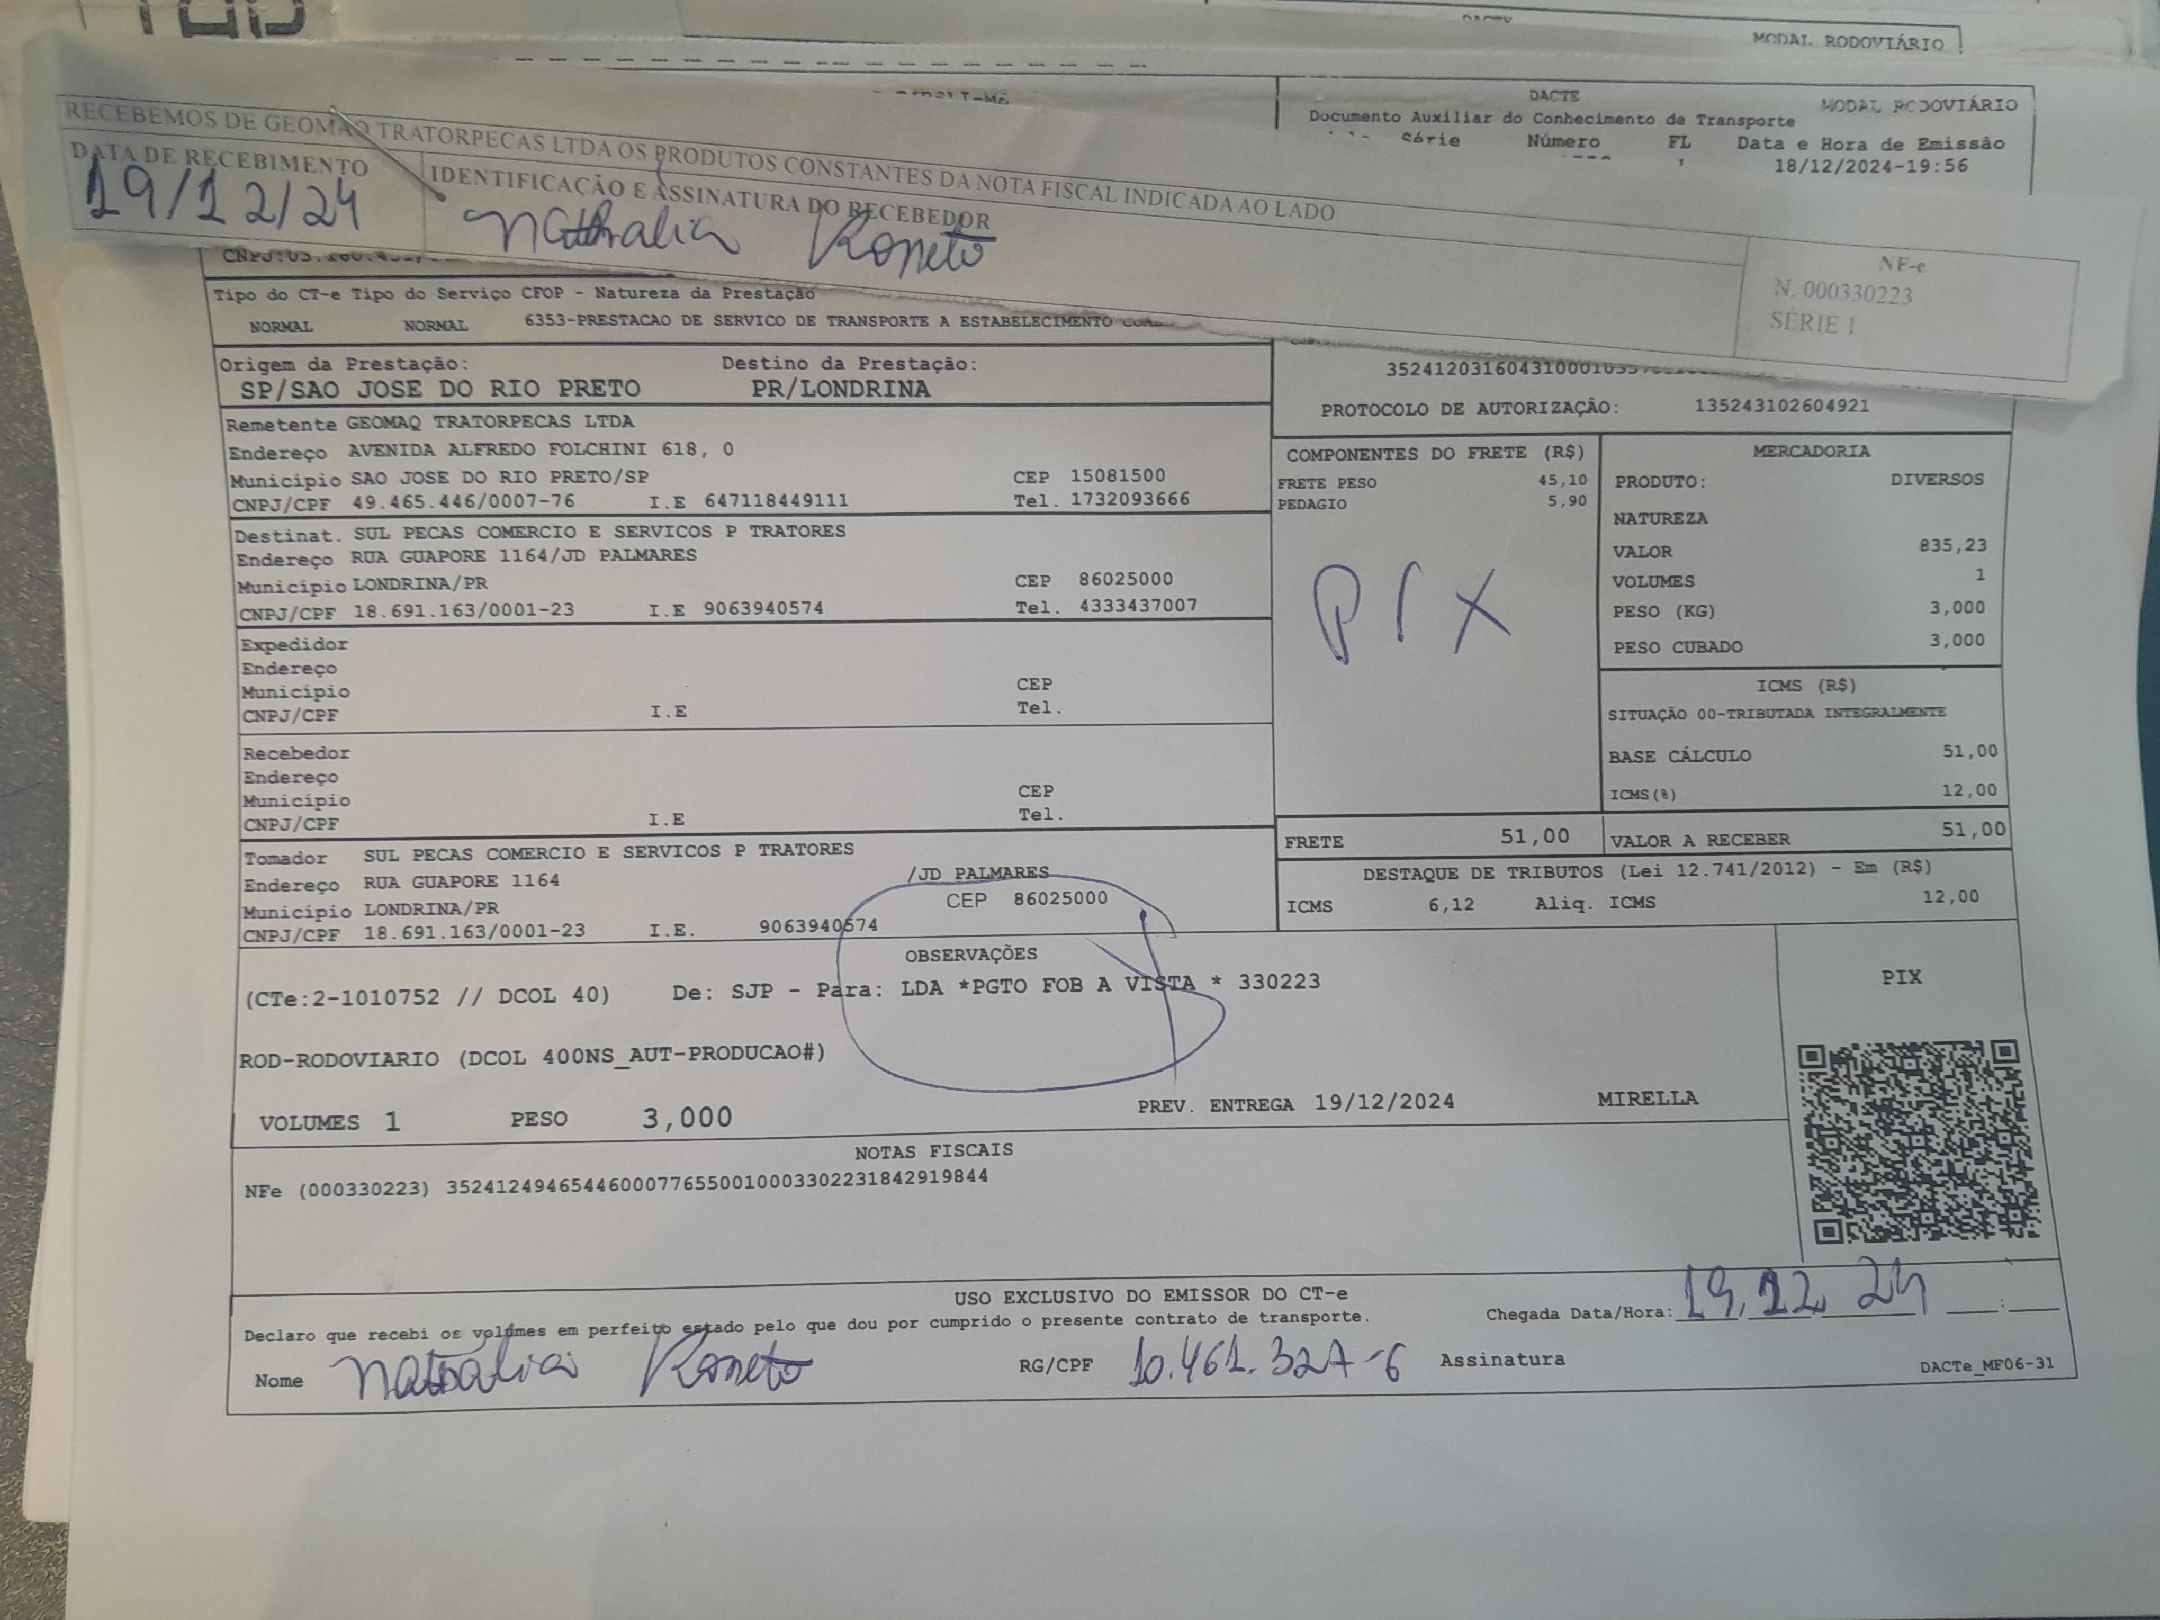 MODAL RODOVIÁRIO
DACTE
MODAL RODOVIÁRIO
Documento Auxiliar do Conhecimento de Transporte
Série Número FL Data e Hora de Emissão
18/12/2024-19:56
RECEBEMOS DE GEOMAQ TRATORPECAS LTDA OS PRODUTOS CONSTANTES DA NOTA FISCAL INDICADA AO LADO
DATA DE RECEBIMENTO
IDENTIFICAÇÃO E ASSINATURA DO RECEBEDOR
19/12/24
Nathalia
NF-e
N. 000330223
SÉRIE 1
Tipo do CT-e Tipo do Serviço CFOP - Natureza da Prestação
NORMAL NORMAL 6353-PRESTACAO DE SERVICO DE TRANSPORTE A ESTABELECIMENTO
Origem da Prestação: Destino da Prestação:
SP/SAO JOSE DO RIO PRETO PR/LONDRINA
PROTOCOLO DE AUTORIZAÇÃO: 135243102604921
Remetente GEOMAQ TRATORPECAS LTDA
Endereço AVENIDA ALFREDO FOLCHINI 618, 0
Município SAO JOSE DO RIO PRETO/SP CEP 15081500
CNPJ/CPF 49.465.446/0007-76 I.E 647118449111 Tel. 1732093666
Destinat. SUL PECAS COMERCIO E SERVICOS P TRATORES
Endereço RUA GUAPORE 1164/JD PALMARES
Município LONDRINA/PR CEP 86025000
CNPJ/CPF 18.691.163/0001-23 I.E 9063940574 Tel. 4333437007
Expedidor
Endereço
Município CEP
CNPJ/CPF I.E Tel.
Recebedor
Endereço
Município CEP
CNPJ/CPF I.E Tel.
Tomador SUL PECAS COMERCIO E SERVICOS P TRATORES
Endereço RUA GUAPORE 1164 /JD PALMARES
Município LONDRINA/PR CEP 86025000
CNPJ/CPF 18.691.163/0001-23 I.E. 9063940574
COMPONENTES DO FRETE (R$)
FRETE PESO 45,10
PEDAGIO 5,90
PIX
MERCADORIA
PRODUTO: DIVERSOS
NATUREZA
VALOR 835,23
VOLUMES 1
PESO (KG) 3,000
PESO CUBADO 3,000
ICMS (R$)
SITUAÇÃO 00-TRIBUTADA INTEGRALMENTE
BASE CÁLCULO 51,00
ICMS(%) 12,00
FRETE 51,00 VALOR A RECEBER 51,00
DESTAQUE DE TRIBUTOS (Lei 12.741/2012) - Em (R$)
ICMS 6,12 Aliq. ICMS 12,00
OBSERVAÇÕES
(CTe:2-1010752 // DCOL 40) De: SJP - Para: LDA *PGTO FOB A VISTA * 330223
ROD-RODOVIARIO (DCOL 400NS_AUT-PRODUCAO#)
VOLUMES 1 PESO 3,000 PREV. ENTREGA 19/12/2024 MIRELLA
PIX
NOTAS FISCAIS
NFe (000330223) 35241249465446000776550010003302231842919844
USO EXCLUSIVO DO EMISSOR DO CT-e
Declaro que recebi os volumes em perfeito estado pelo que dou por cumprido o presente contrato de transporte.
Chegada Data/Hora: 19,12,24 __:__
Nome Nathalia RG/CPF 10.461.327-6 Assinatura
DACTe_MF06-31